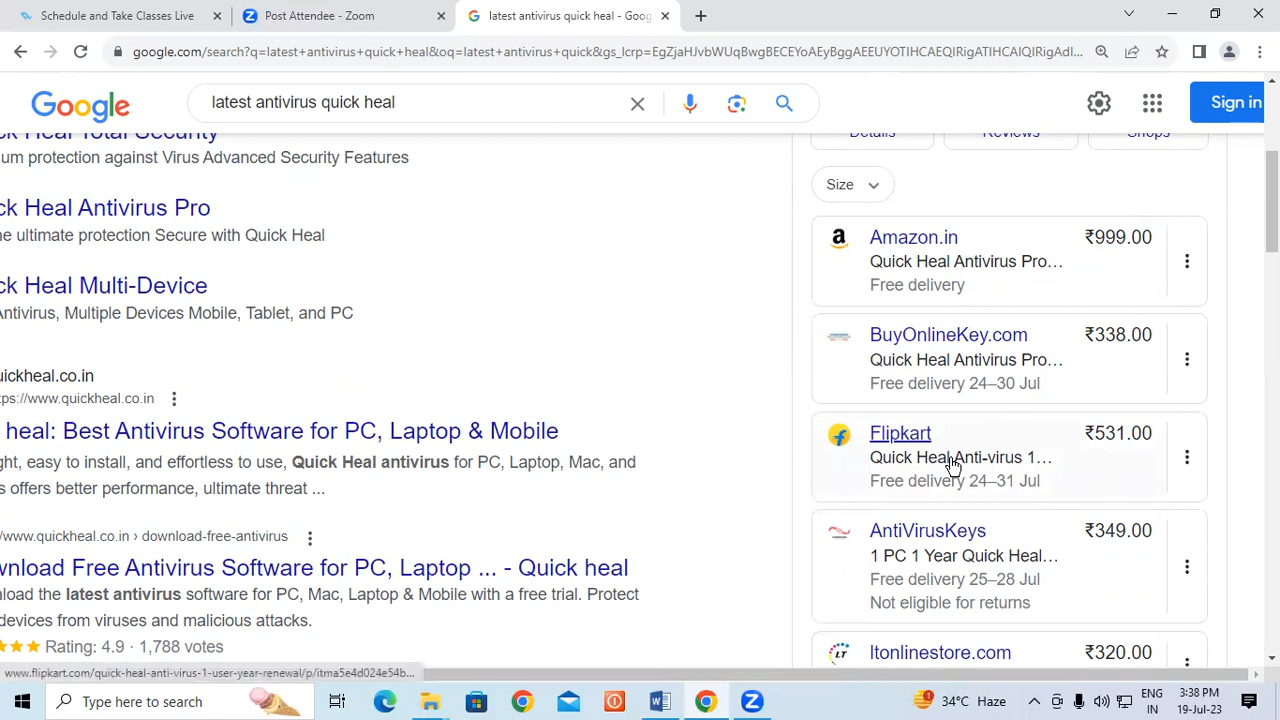 Schedule and Take Classes Live
Post Attendee - Zoom
latest antivirus quick heal - Goog
google.com/search?q=latest+antivirus+quick+heal&oq=latest+antivirus+quick&gs_lcrp=EgZjaHJvbWUqBwgBECEYoAEyBggAEEUYOTIHCAEQIRigATIHCAIQIRigAdI...
Google
latest antivirus quick heal
Sign in
ck Heal Total Security
um protection against Virus Advanced Security Features
ck Heal Antivirus Pro
ne ultimate protection Secure with Quick Heal
ck Heal Multi-Device
Antivirus, Multiple Devices Mobile, Tablet, and PC
uickheal.co.in
tps://www.quickheal.co.in
heal: Best Antivirus Software for PC, Laptop & Mobile
ght, easy to install, and effortless to use, Quick Heal antivirus for PC, Laptop, Mac, and
s offers better performance, ultimate threat ...
/www.quickheal.co.in › download-free-antivirus
wnload Free Antivirus Software for PC, Laptop ... - Quick heal
nload the latest antivirus software for PC, Mac, Laptop & Mobile with a free trial. Protect
devices from viruses and malicious attacks.
Rating: 4.9 · 1,788 votes
Details
Reviews
Shops
Size
Amazon.in ₹999.00
Quick Heal Antivirus Pro...
Free delivery
BuyOnlineKey.com ₹338.00
Quick Heal Antivirus Pro...
Free delivery 24–30 Jul
Flipkart ₹531.00
Quick Heal Anti-virus 1...
Free delivery 24–31 Jul
AntiVirusKeys ₹349.00
1 PC 1 Year Quick Heal...
Free delivery 25–28 Jul
Not eligible for returns
LT
ltonlinestore.com ₹320.00
www.flipkart.com/quick-heal-anti-virus-1-user-year-renewal/p/itma5e4d024e54b...
Type here to search
34°C Haze
ENG
IN
3:38 PM
19-Jul-23